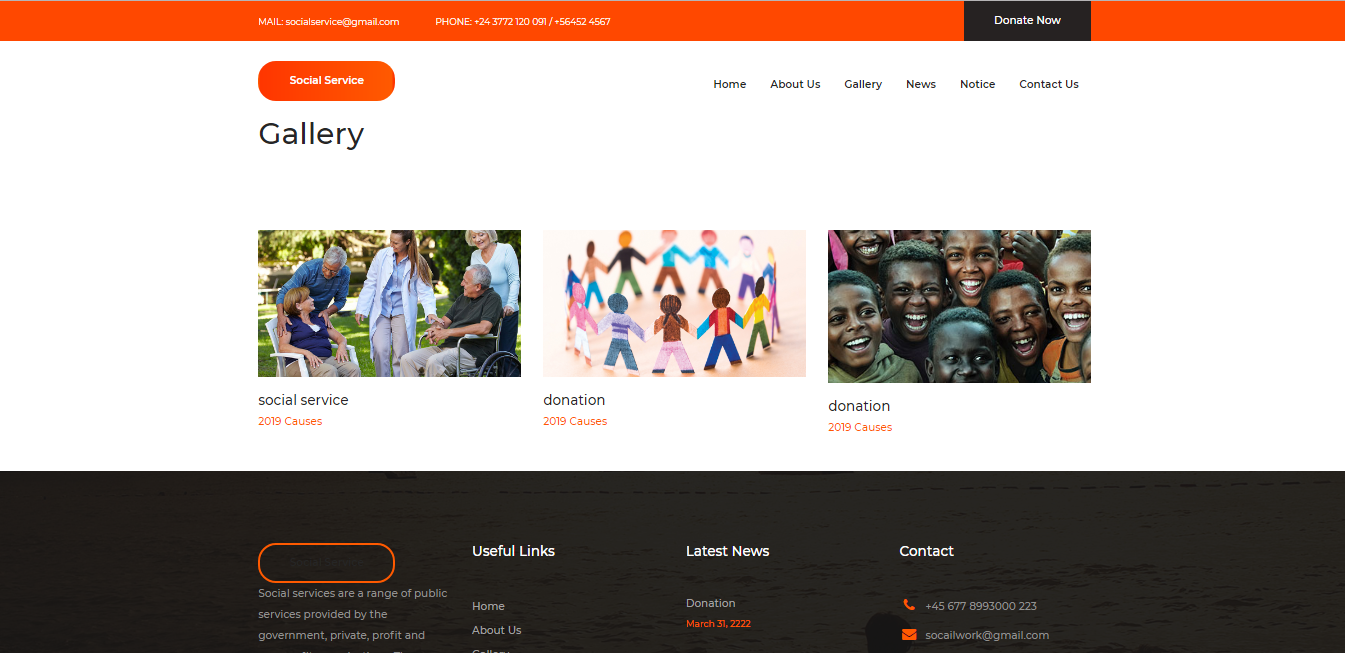 MAIL: socialservice@gmail.com PHONE: +24 3772 120 091 / +56452 4567 Donate Now
Social Service Home About Us Gallery News Notice Contact Us
Gallery
social service
2019 Causes
donation
2019 Causes
donation
2019 Causes
Social services are a range of public
services provided by the
government, private, profit and
Useful Links
Home
About Us
Gallery
Latest News
Donation
March 31, 2222
Contact
+45 677 8993000 223
socailwork@gmail.com